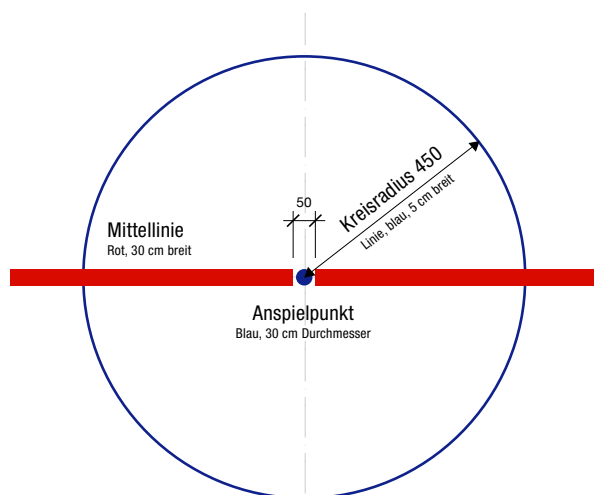 Kreisradius 450
Linie, blau, 5 cm breit
50
Mittellinie
Rot, 30 cm breit
Anspielpunkt
Blau, 30 cm Durchmesser